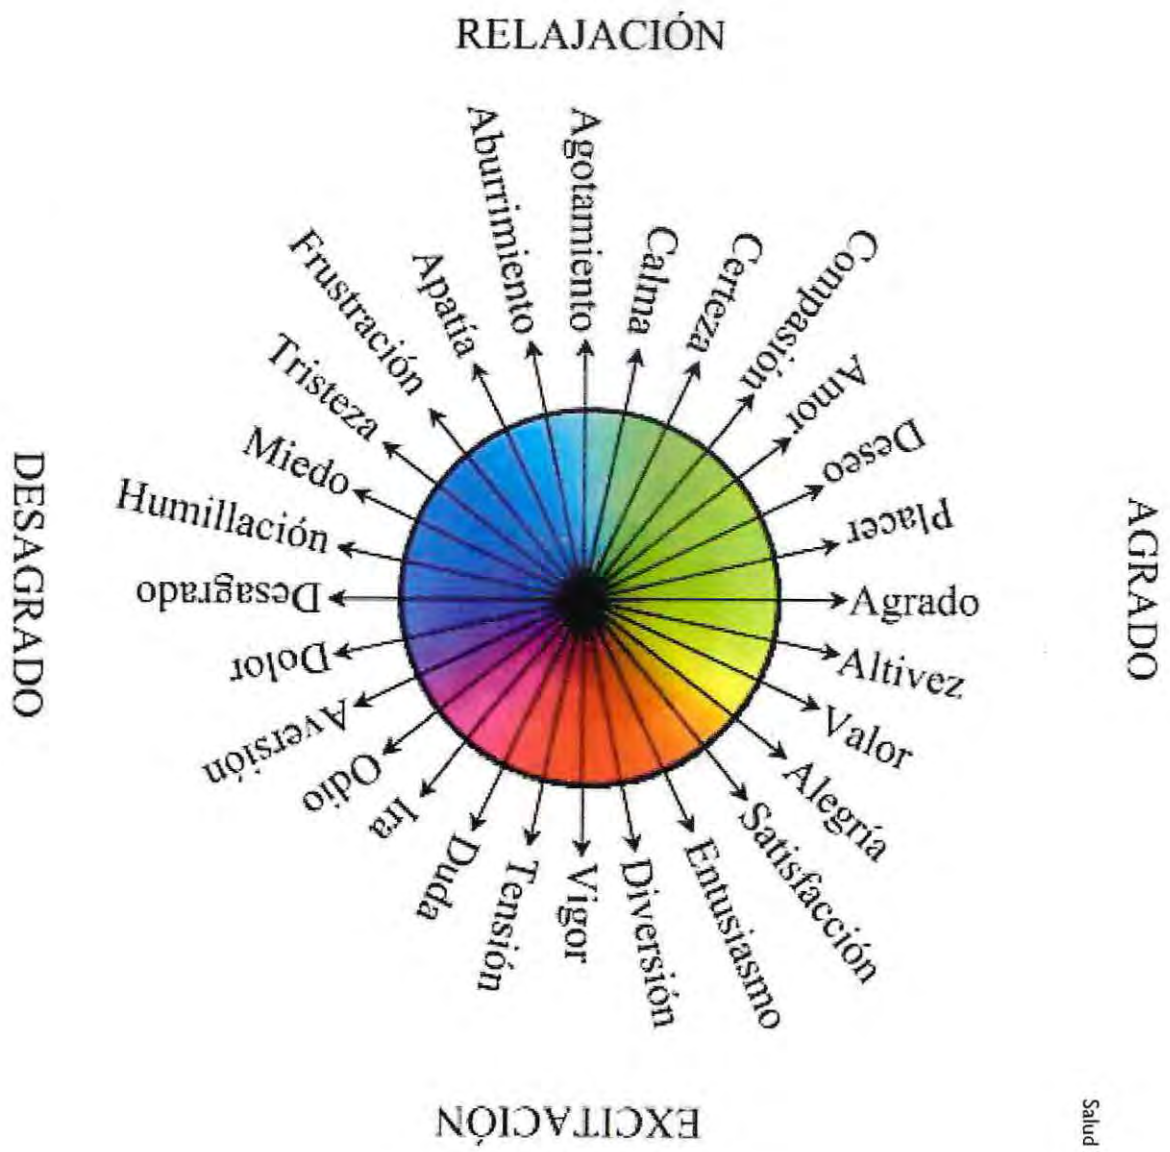 RELAJACIÓN
Agotamiento
Calma
Certeza
Compasión
Amor
Deseo
Placer
Agrado
Altivez
Valor
Alegría
Satisfacción
Entusiasmo
Diversión
Vigor
Tensión
Duda
Ira
Odio
Aversión
Dolor
Desagrado
Humillación
Miedo
Tristeza
Frustración
Apatía
Aburrimiento
AGRADO
EXCITACIÓN
DESAGRADO
Salud